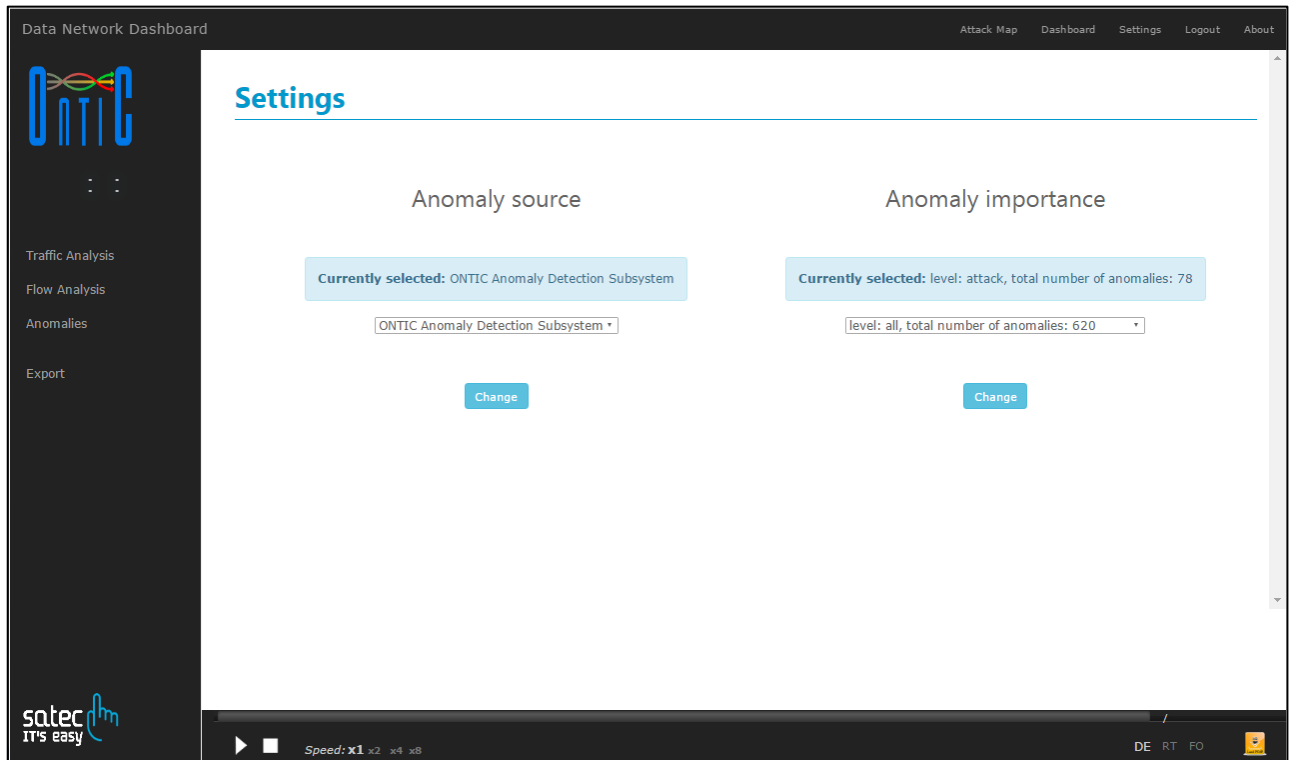 Data Network Dashboard
Attack Map Dashboard Settings Logout About
ONTIC
: :
Traffic Analysis
Flow Analysis
Anomalies
Export
Settings
Anomaly source
Currently selected: ONTIC Anomaly Detection Subsystem
ONTIC Anomaly Detection Subsystem
Change
Anomaly importance
Currently selected: level: attack, total number of anomalies: 78
level: all, total number of anomalies: 620
Change
satec
IT's easy
/
Speed: x1 x2 x4 x8
DE RT FO